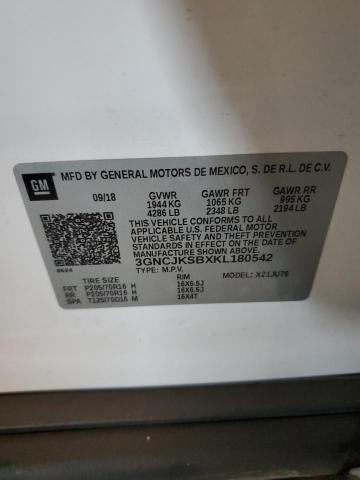 GM
MFD BY GENERAL MOTORS DE MEXICO, S. DE R.L. DE C.V.
09/18 GVWR GAWR FRT GAWR RR
1944 KG 1065 KG 995 KG
4286 LB 2348 LB 2194 LB
THIS VEHICLE CONFORMS TO ALL
APPLICABLE U.S. FEDERAL MOTOR
VEHICLE SAFETY AND THEFT
PREVENTION STANDARDS IN EFFECT
ON THE DATE OF MANUFACTURE
SHOWN ABOVE.
3GNCJKSBXKL180542
TYPE: M.P.V. MODEL: X21JU76
TIRE SIZE RIM
FRT P205/70R16 H 16X6.5J
RR P205/70R16 H 16X6.5J
SPA T125/70D16 M 16X4T